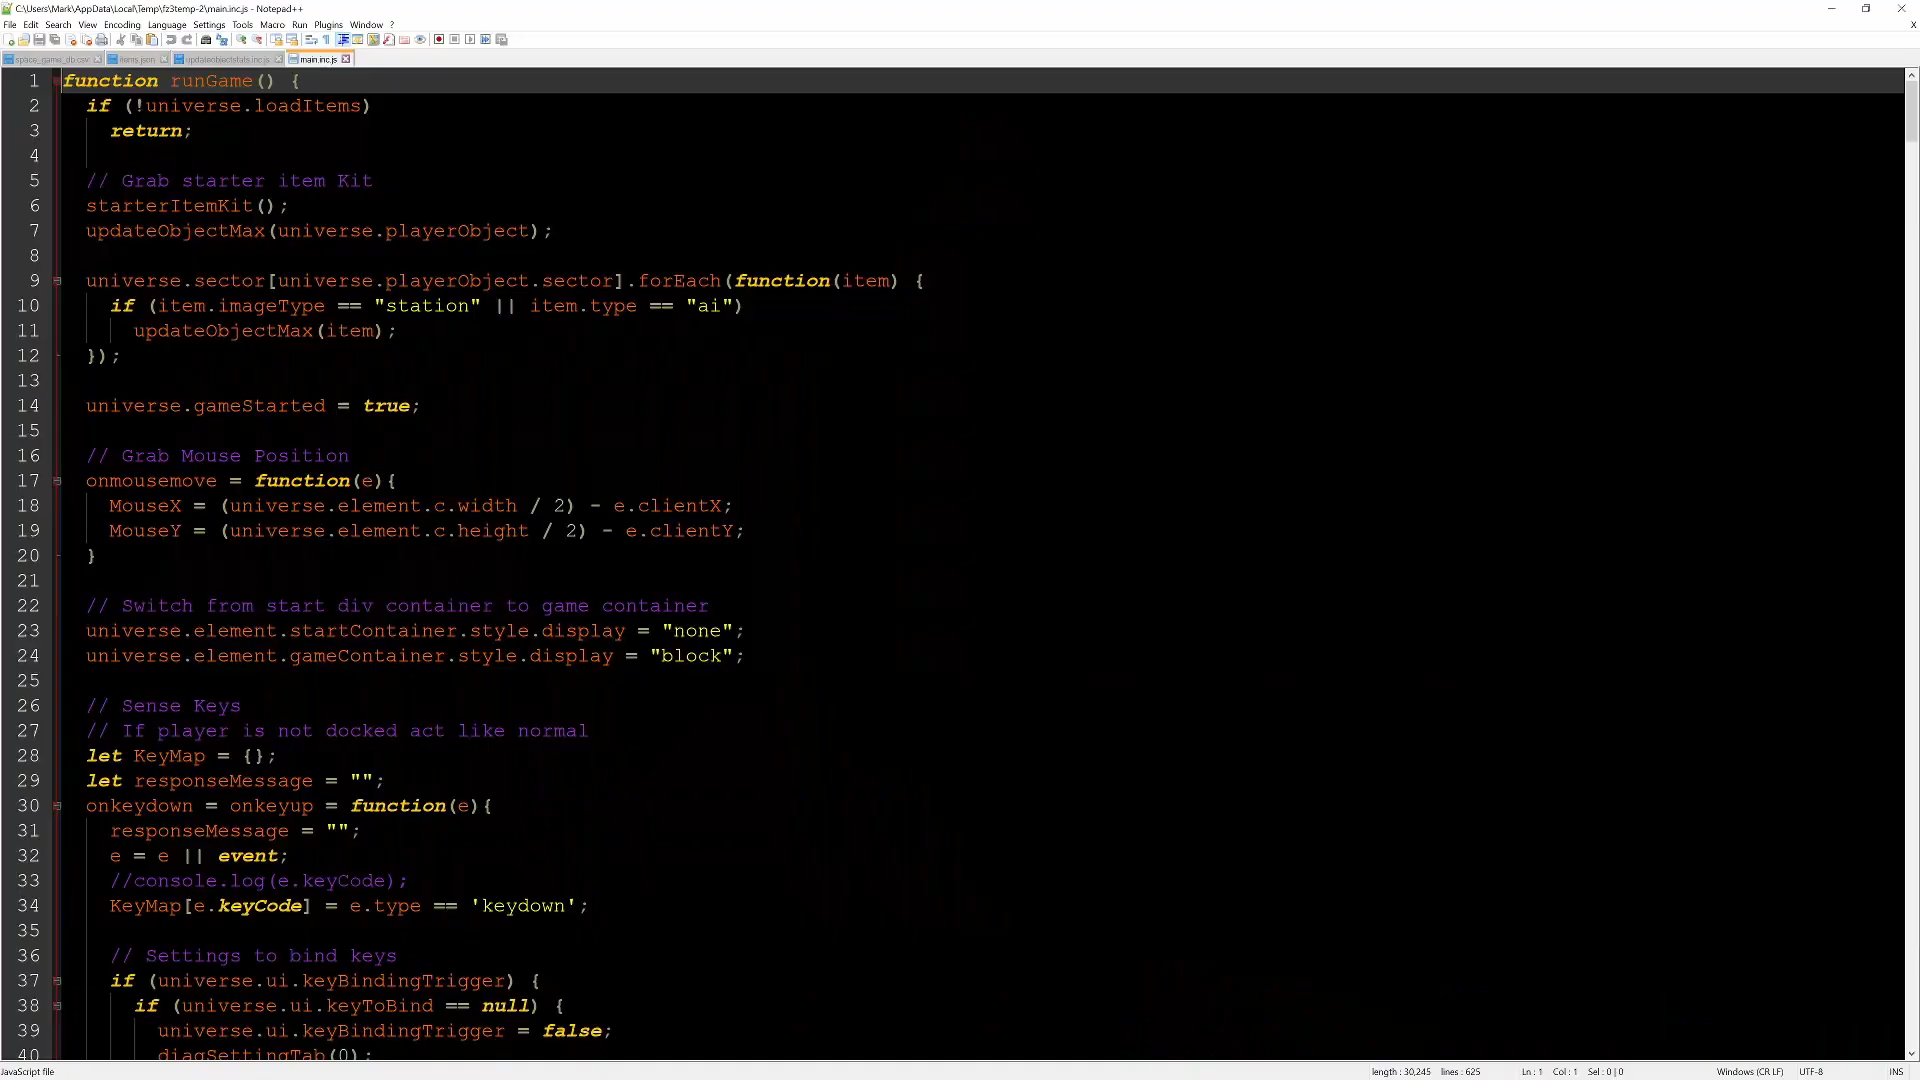 C:\Users\Mark\AppData\Local\Temp\fz3temp-2\main.inc.js - Notepad++
File Edit Search View Encoding Language Settings Tools Macro Run Plugins Window ?
space_game_db.csv items.json updateobjectstats.inc.js main.inc.js
1 function runGame() {
2 if (!universe.loadItems)
3 return;
4
5 // Grab starter item Kit
6 starterItemKit();
7 updateObjectMax(universe.playerObject);
8
9 universe.sector[universe.playerObject.sector].forEach(function(item) {
10 if (item.imageType == "station" || item.type == "ai")
11 updateObjectMax(item);
12 });
13
14 universe.gameStarted = true;
15
16 // Grab Mouse Position
17 onmousemove = function(e){
18 MouseX = (universe.element.c.width / 2) - e.clientX;
19 MouseY = (universe.element.c.height / 2) - e.clientY;
20 }
21
22 // Switch from start div container to game container
23 universe.element.startContainer.style.display = "none";
24 universe.element.gameContainer.style.display = "block";
25
26 // Sense Keys
27 // If player is not docked act like normal
28 let KeyMap = {};
29 let responseMessage = "";
30 onkeydown = onkeyup = function(e){
31 responseMessage = "";
32 e = e || event;
33 //console.log(e.keyCode);
34 KeyMap[e.keyCode] = e.type == 'keydown';
35
36 // Settings to bind keys
37 if (universe.ui.keyBindingTrigger) {
38 if (universe.ui.keyToBind == null) {
39 universe.ui.keyBindingTrigger = false;
40 diagSettingTab(0);
JavaScript file length : 30,245 lines : 625 Ln : 1 Col : 1 Sel : 0 | 0 Windows (CR LF) UTF-8 INS